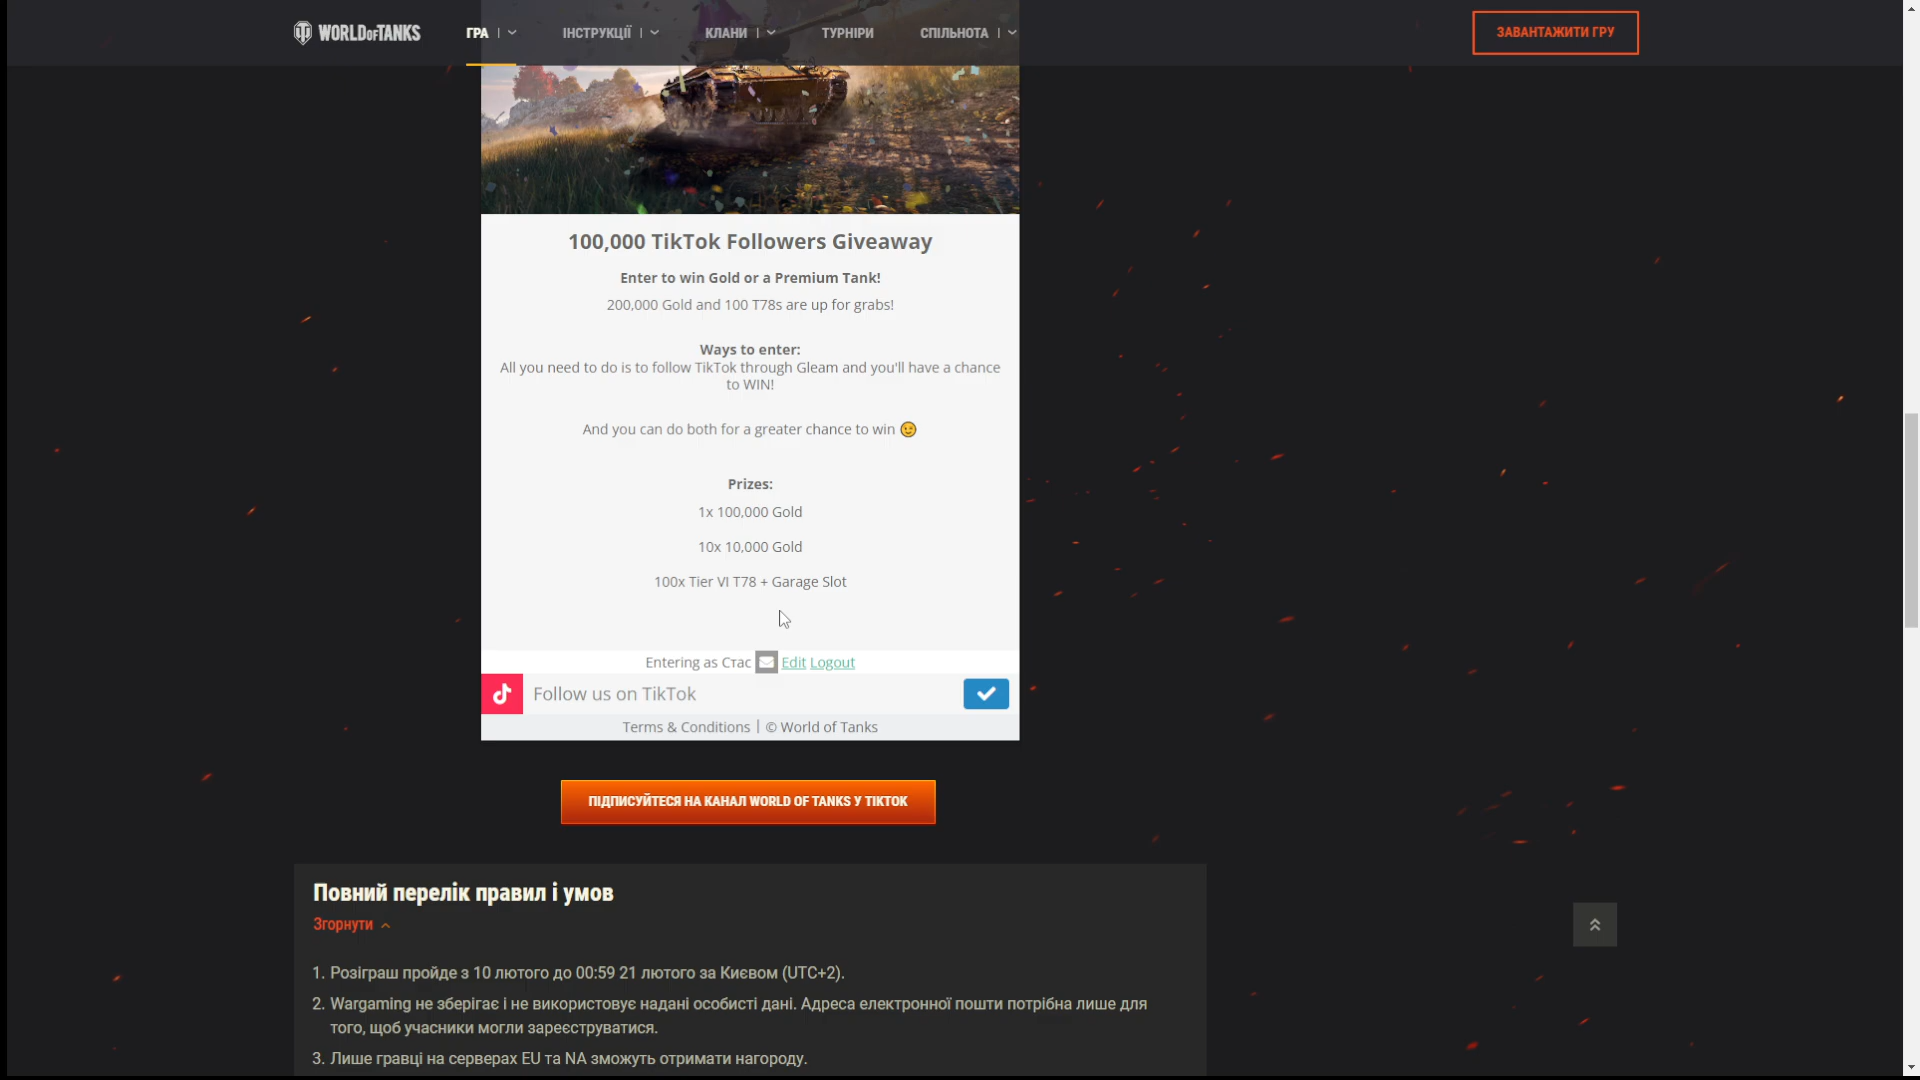 WORLD OF TANKS
ГРА
ІНСТРУКЦІЇ
КЛАНИ
ТУРНІРИ
СПІЛЬНОТА
ЗАВАНТАЖИТИ ГРУ
100,000 TikTok Followers Giveaway
Enter to win Gold or a Premium Tank!
200,000 Gold and 100 T78s are up for grabs!
Ways to enter:
All you need to do is to follow TikTok through Gleam and you'll have a chance
to WIN!
And you can do both for a greater chance to win 😉
Prizes:
1x 100,000 Gold
10x 10,000 Gold
100x Tier VI T78 + Garage Slot
Entering as Стас Edit Logout
Follow us on TikTok
Terms & Conditions | © World of Tanks
ПІДПИСУЙТЕСЯ НА КАНАЛ WORLD OF TANKS У TIKTOK
Повний перелік правил і умов
Згорнути
1. Розіграш пройде з 10 лютого до 00:59 21 лютого за Києвом (UTC+2).
2. Wargaming не зберігає і не використовує надані особисті дані. Адреса електронної пошти потрібна лише для
того, щоб учасники могли зареєструватися.
3. Лише гравці на серверах EU та NA зможуть отримати нагороду.